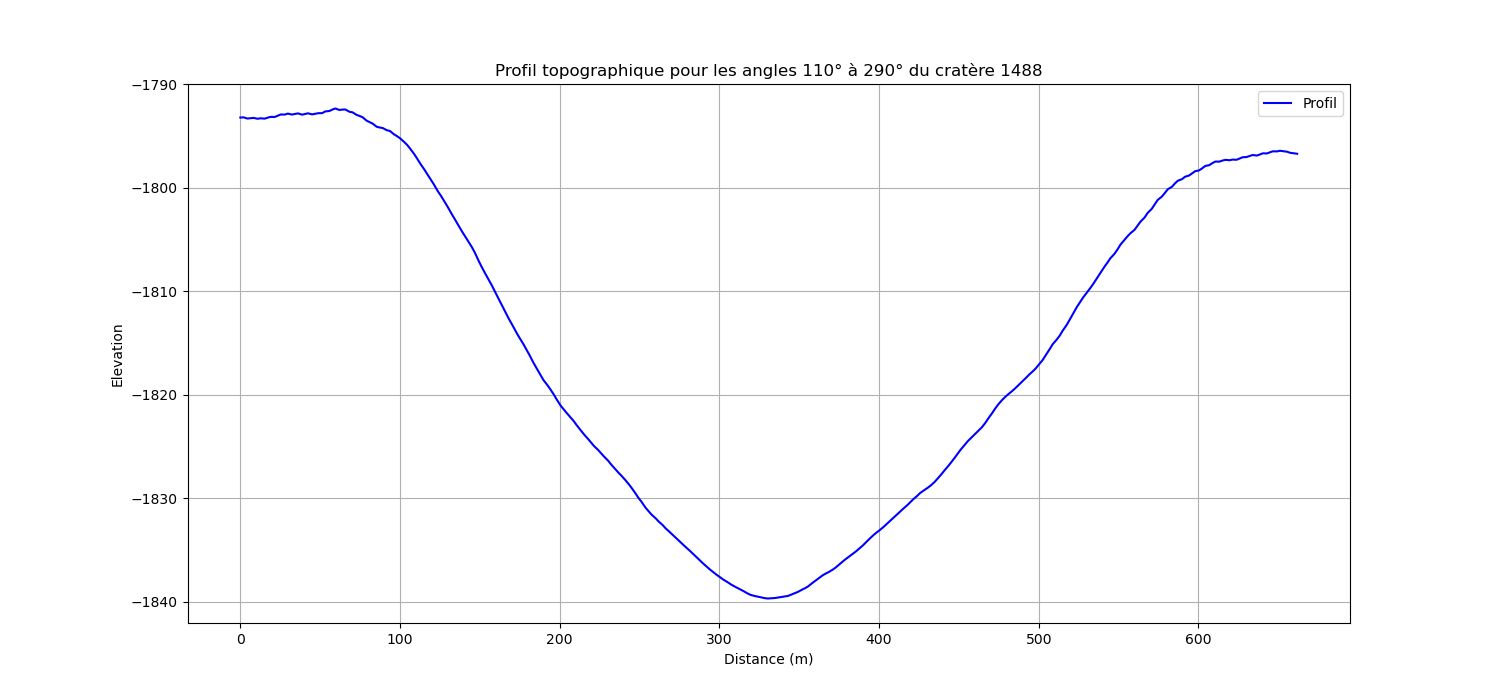 Profil topographique pour les angles 110° à 290° du cratère 1488
Profil
−1790
−1800
−1810
−1820
−1830
−1840
Elevation
0 100 200 300 400 500 600
Distance (m)